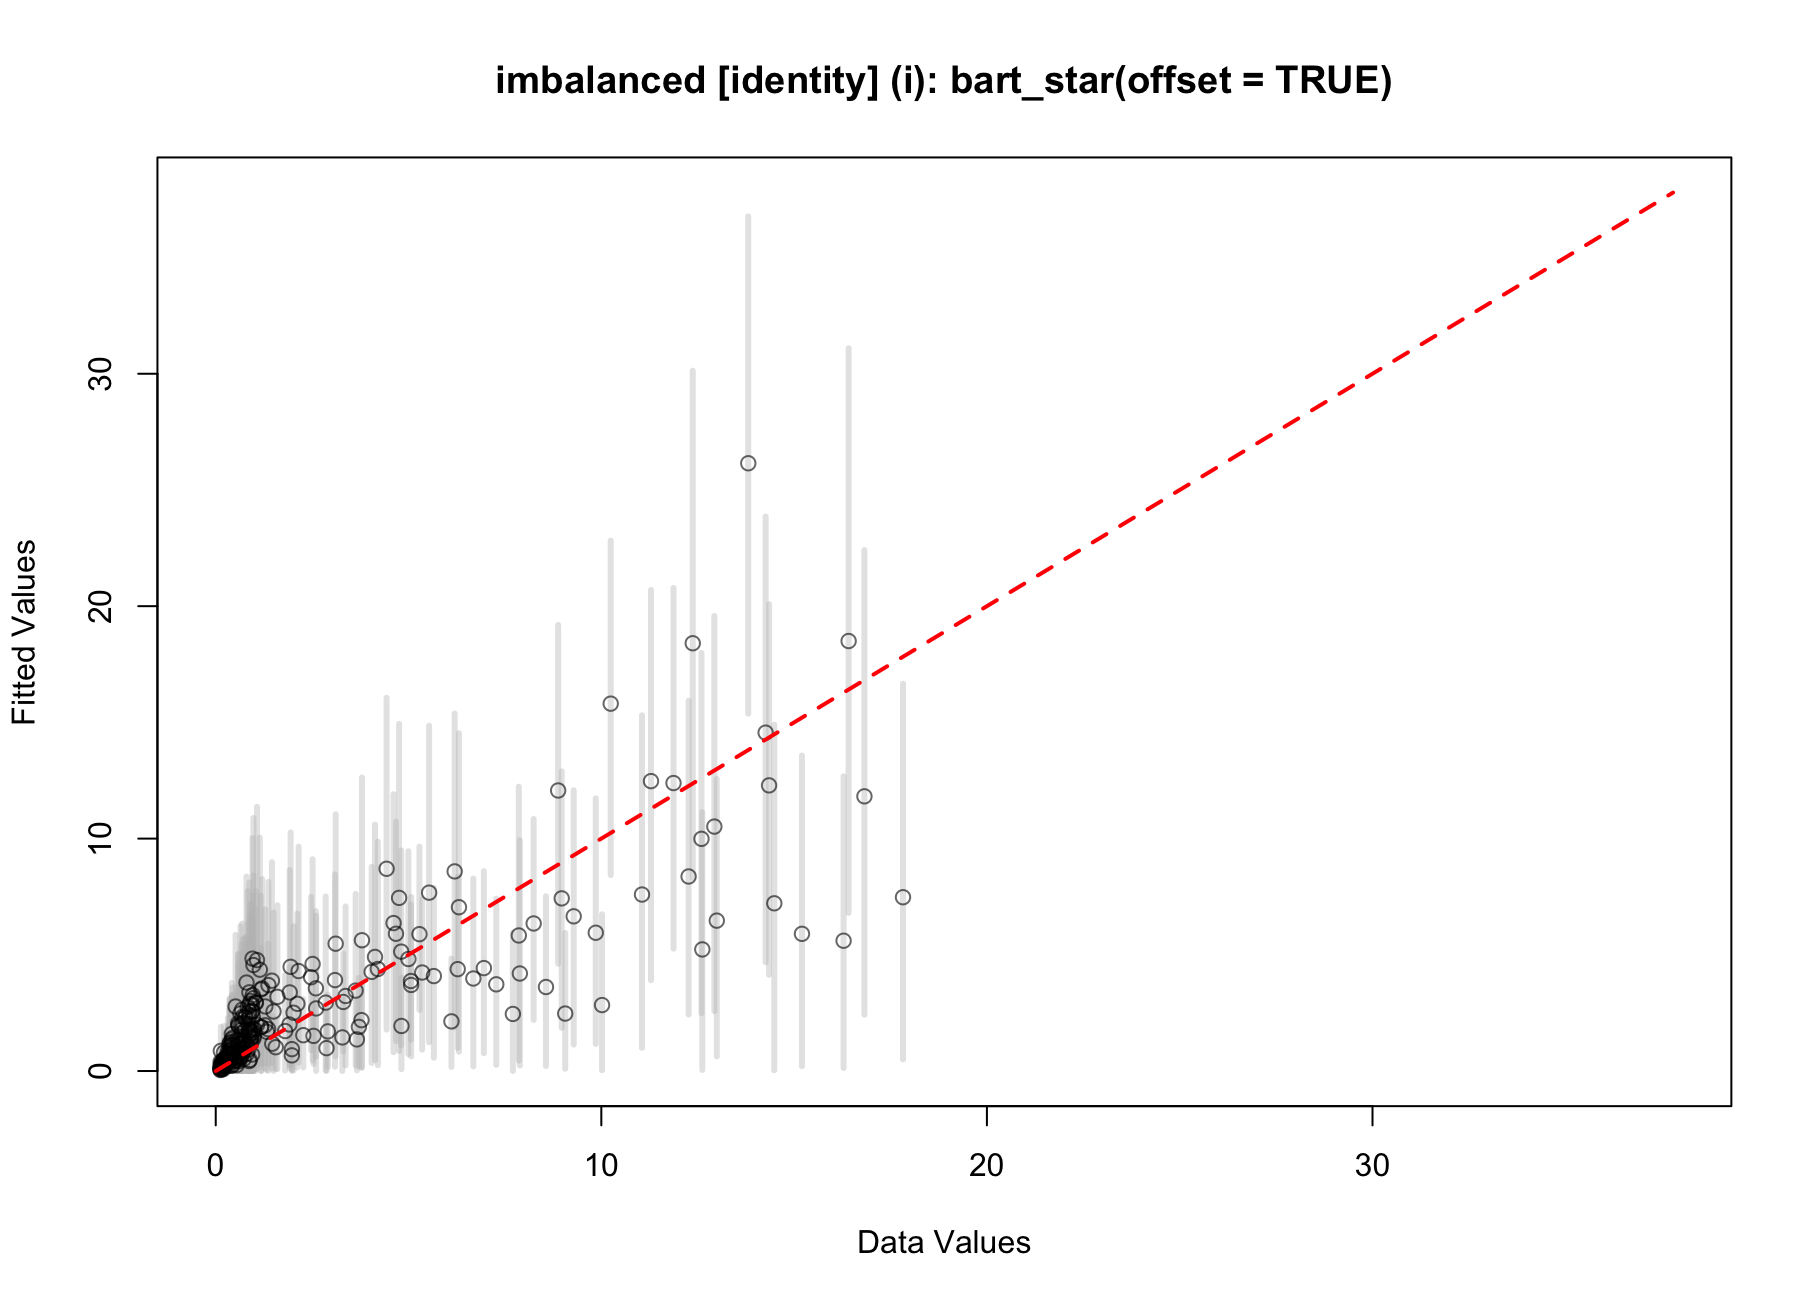 imbalanced [identity] (i): bart_star(offset = TRUE)
Fitted Values
30
20
10
0
0 10 20 30
Data Values